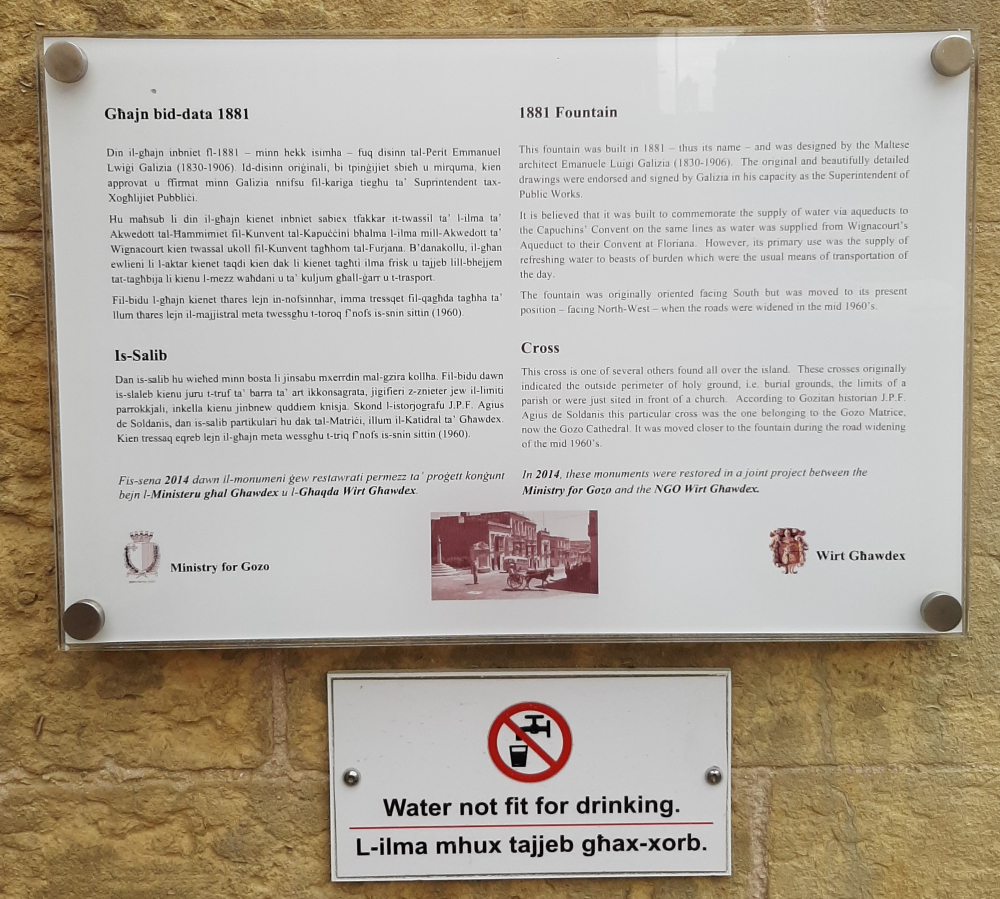 Għajn bid-data 1881
Din il-għajn inbniet fl-1881 – minn hekk isimha – fuq disinn tal-Perit Emmanuel
Lwiġi Galizia (1830-1906). Id-disinn oriġinali, bi tpinġijiet sbieħ u mirquma, kien
approvat u ffirmat minn Galizia nnifsu fil-kariga tiegħu ta' Suprintendent tax-
Xogħlijiet Pubbliċi.
Hu maħsub li din il-għajn kienet inbniet sabiex tfakkar it-twassil ta' l-ilma ta'
Akwedott tal-Ħammimiet fil-Kunvent tal-Kapuċċini bħalma l-ilma mill-Akwedott ta'
Wignacourt kien twassal ukoll fil-Kunvent tagħhom tal-Furjana. B'danakollu, il-għan
ewlieni li l-aktar kienet taqdi kien dak li kienet tagħti ilma frisk u tajjeb lill-bhejjem
tat-tagħbija li kienu l-mezz waħdani u ta' kuljum għall-ġarr u t-trasport.
Fil-bidu l-għajn kienet tħares lejn in-nofsinnhar, imma tressqet fil-qagħda tagħha ta'
llum tħares lejn il-majjistral meta twessgħu t-toroq f'nofs is-snin sittin (1960).
Is-Salib
Dan is-salib hu wieħed minn bosta li jinsabu mxerrdin mal-gzira kollha. Fil-bidu dawn
is-slaleb kienu juru t-truf ta' barra ta' art ikkonsagrata, jigifieri z-znieter jew il-limiti
parrokkjali, inkella kienu jinbnew quddiem knisja. Skond l-istorjografu J.P.F. Agius
de Soldanis, dan is-salib partikulari hu dak tal-Matriċi, illum il-Katidral ta' Għawdex.
Kien tressaq eqreb lejn il-għajn meta wessgħu t-triq f'nofs is-snin sittin (1960).
Fis-sena 2014 dawn il-monumeni ġew restawrati permezz ta' proġett konġunt
bejn l-Ministeru għal Għawdex u l-Għaqda Wirt Għawdex.
1881 Fountain
This fountain was built in 1881 – thus its name – and was designed by the Maltese
architect Emanuele Luigi Galizia (1830-1906). The original and beautifully detailed
drawings were endorsed and signed by Galizia in his capacity as the Superintendent of
Public Works.
It is believed that it was built to commemorate the supply of water via aqueducts to
the Capuchins' Convent on the same lines as water was supplied from Wignacourt's
Aqueduct to their Convent at Floriana. However, its primary use was the supply of
refreshing water to beasts of burden which were the usual means of transportation of
the day.
The fountain was originally oriented facing South but was moved to its present
position – facing North-West – when the roads were widened in the mid 1960's.
Cross
This cross is one of several others found all over the island. These crosses originally
indicated the outside perimeter of holy ground, i.e. burial grounds, the limits of a
parish or were just sited in front of a church. According to Gozitan historian J.P.F.
Agius de Soldanis this particular cross was the one belonging to the Gozo Matrice,
now the Gozo Cathedral. It was moved closer to the fountain during the road widening
of the mid 1960's.
In 2014, these monuments were restored in a joint project between the
Ministry for Gozo and the NGO Wirt Għawdex.
Ministry for Gozo
Wirt Għawdex
Water not fit for drinking.
L-ilma mhux tajjeb għax-xorb.